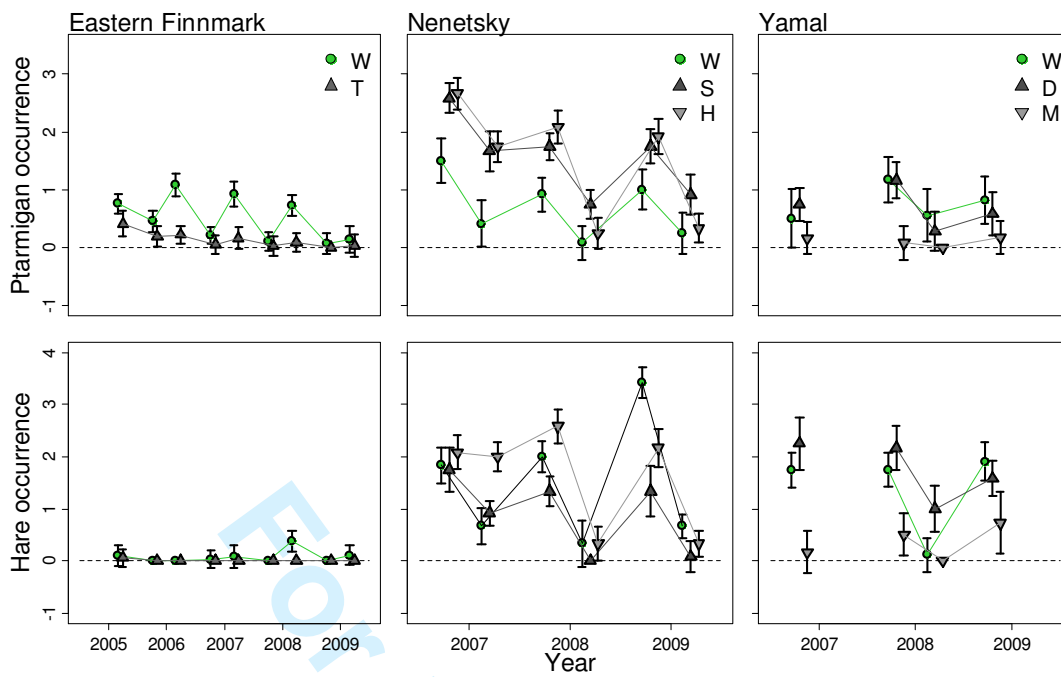 Eastern Finnmark
Nenetsky
Yamal
Ptarmigan occurrence
3
2
1
0
-1
W
T
W
S
H
W
D
M
Hare occurrence
4
3
2
1
0
-1
2005 2006 2007 2008 2009
2007 2008 2009
2007 2008 2009
Year
For